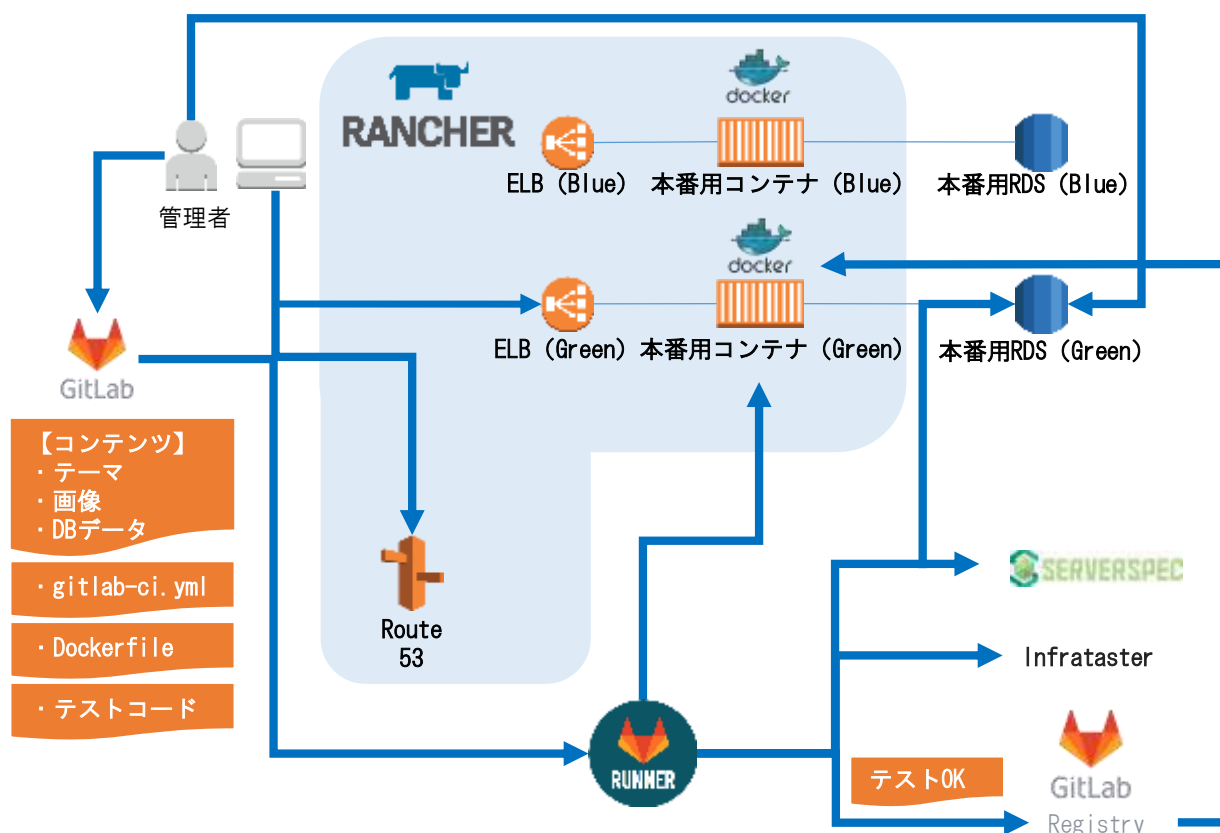 RANCHER
docker
ELB (Blue)
本番用コンテナ (Blue)
本番用RDS (Blue)
管理者
docker
ELB (Green)
本番用コンテナ (Green)
本番用RDS (Green)
GitLab
【コンテンツ】
・テーマ
・画像
・DBデータ
・gitlab-ci.yml
・Dockerfile
・テストコード
Route
53
SERVERSPEC
Infrataster
RUNNER
テストOK
GitLab
Registry